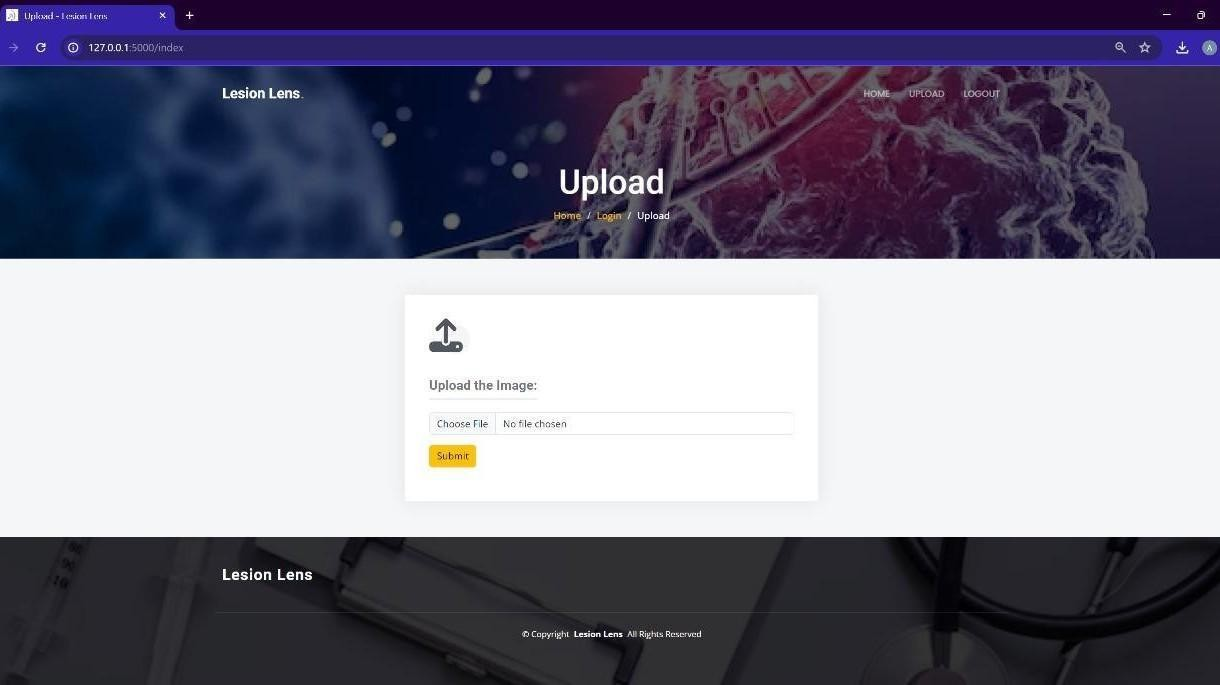 Upload - Lesion Lens
127.0.0.1:5000/index
A
Lesion Lens.
HOME UPLOAD LOGOUT
Upload
Home / Login / Upload
Upload the Image:
Choose File No file chosen
Submit
Lesion Lens
© Copyright Lesion Lens All Rights Reserved